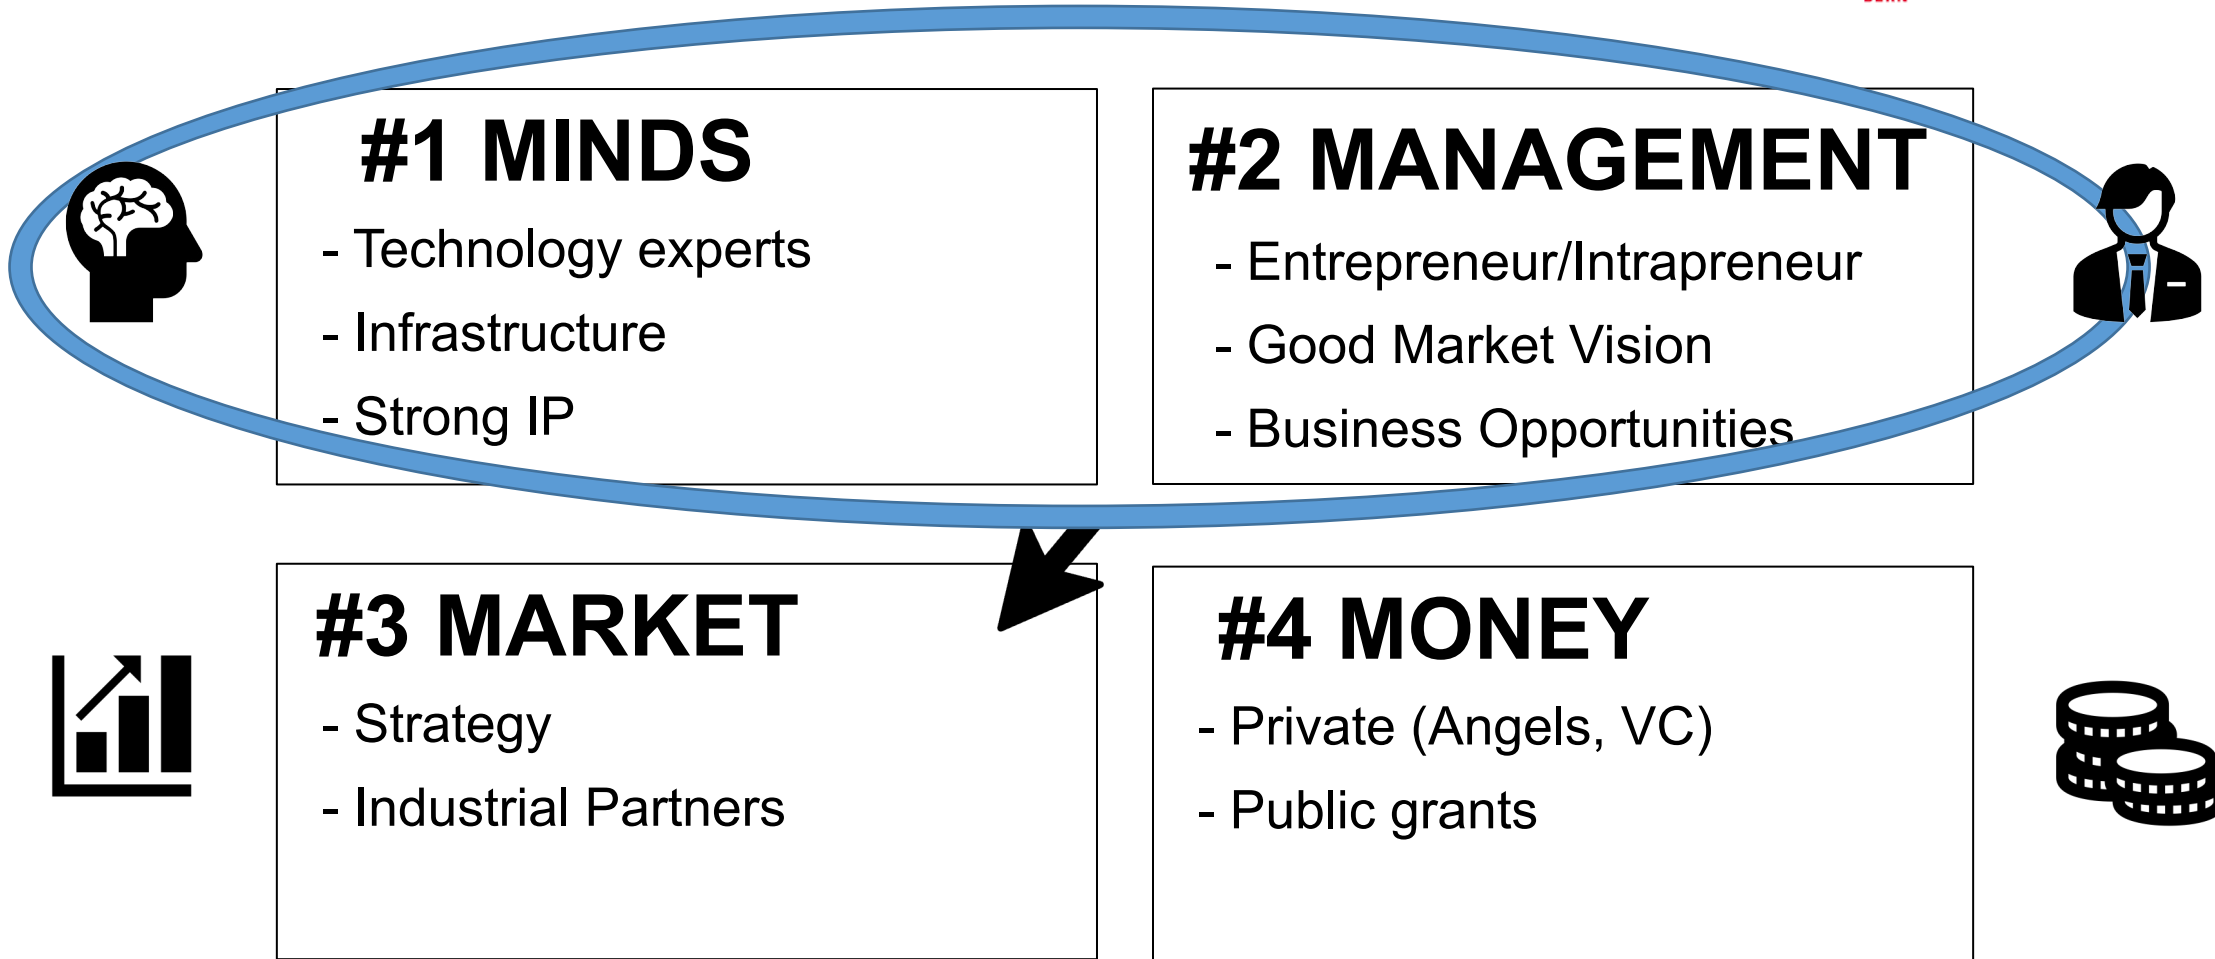 #1 MINDS
- Technology experts
- Infrastructure
- Strong IP
#2 MANAGEMENT
- Entrepreneur/Intrapreneur
- Good Market Vision
- Business Opportunities
#3 MARKET
- Strategy
- Industrial Partners
#4 MONEY
- Private (Angels, VC)
- Public grants